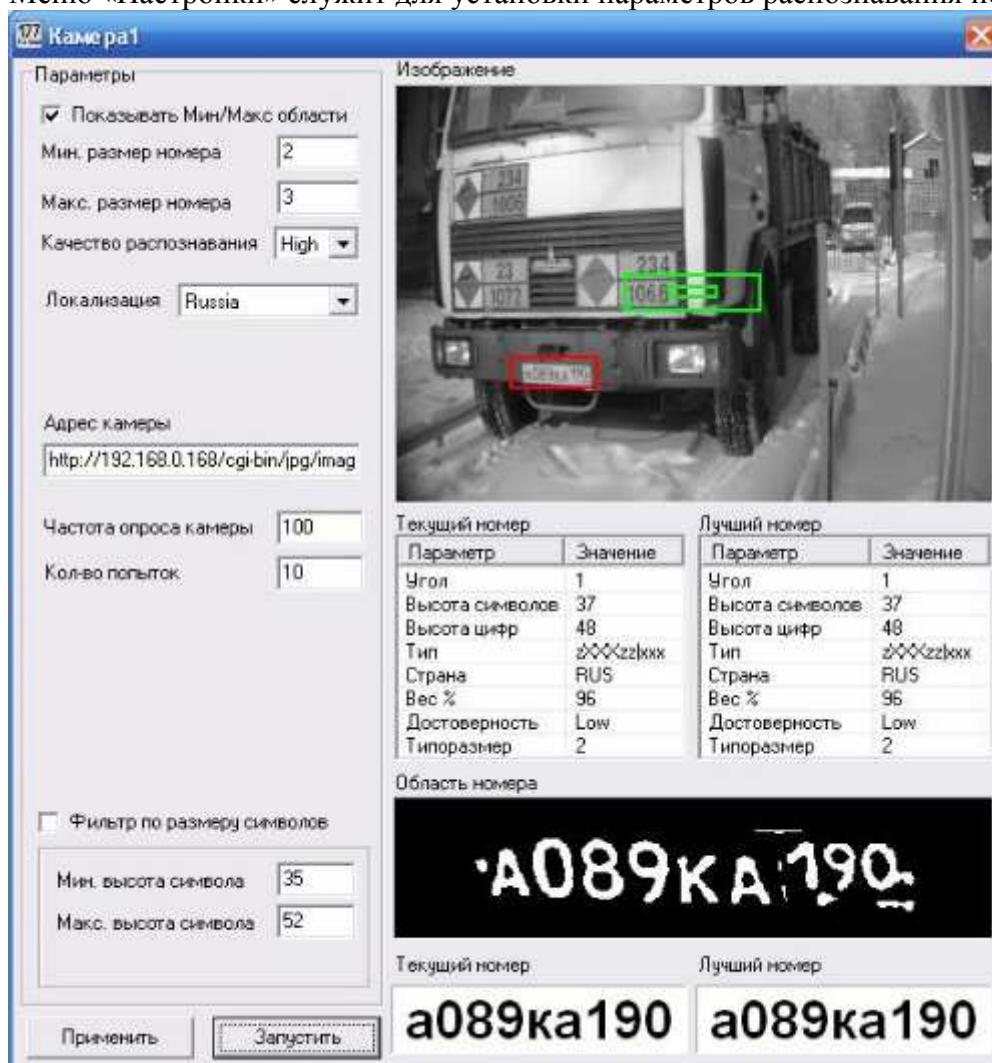 Меню «Настройки» служит для установки параметров распознавания
Камера1
Параметры
Показывать Мин/Макс области
Мин. размер номера 2
Макс. размер номера 3
Качество распознавания High
Локализация Russia
Адрес камеры
http://192.168.0.168/cgi-bin/jpg/imag
Частота опроса камеры 100
Кол-во попыток 10
Фильтр по размеру символов
Мин. высота символа 35
Макс. высота символа 52
Применить Запустить
Изображение
234
1006
23
1072
234
а089ка190
Текущий номер
Параметр Значение
Угол 1
Высота символов 37
Высота цифр 48
Тип zXXXzz|xxx
Страна RUS
Вес % 96
Достоверность Low
Типоразмер 2
Лучший номер
Параметр Значение
Угол 1
Высота символов 37
Высота цифр 48
Тип zXXXzz|xxx
Страна RUS
Вес % 96
Достоверность Low
Типоразмер 2
Область номера
А089КА190
Текущий номер
а089ка190
Лучший номер
а089ка190